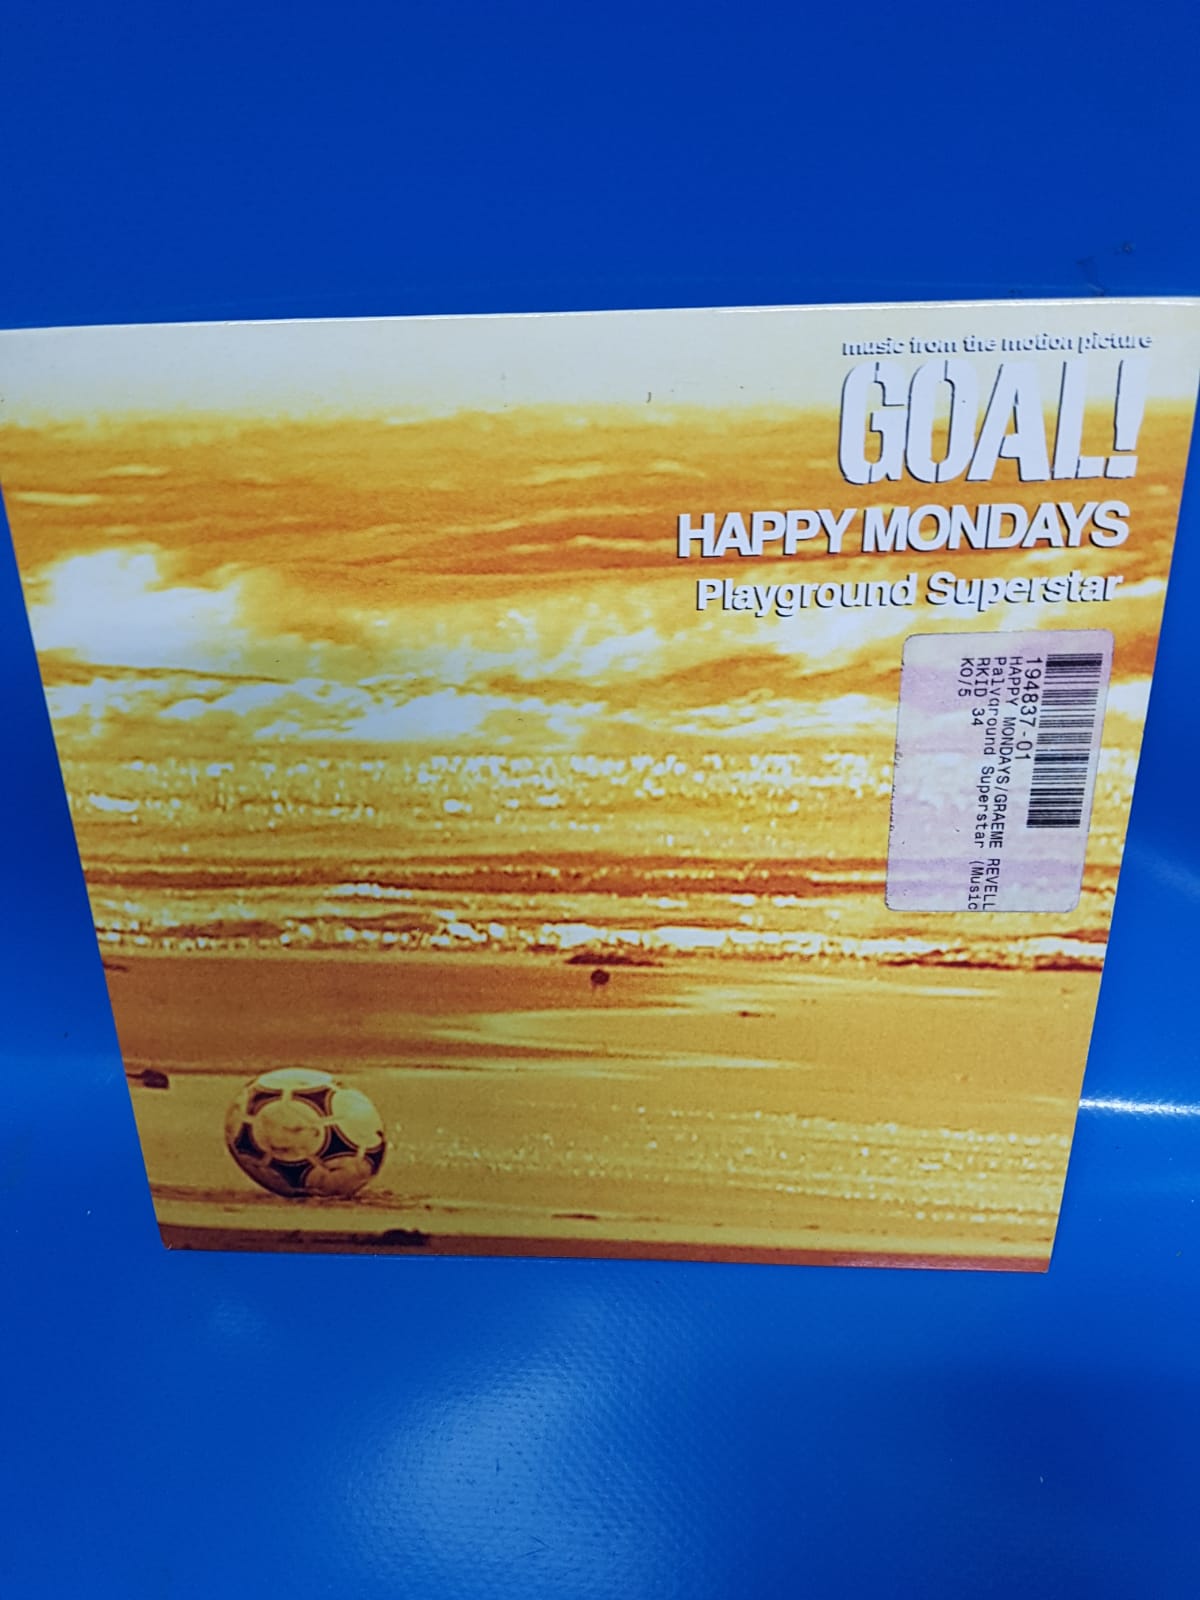 music from the motion picture
GOAL!
HAPPY MONDAYS
Playground Superstar
194837-01
HAPPY MONDAYS/GRAEME REVELL
Palyground Superstar (Music
RKID 34
KO/5